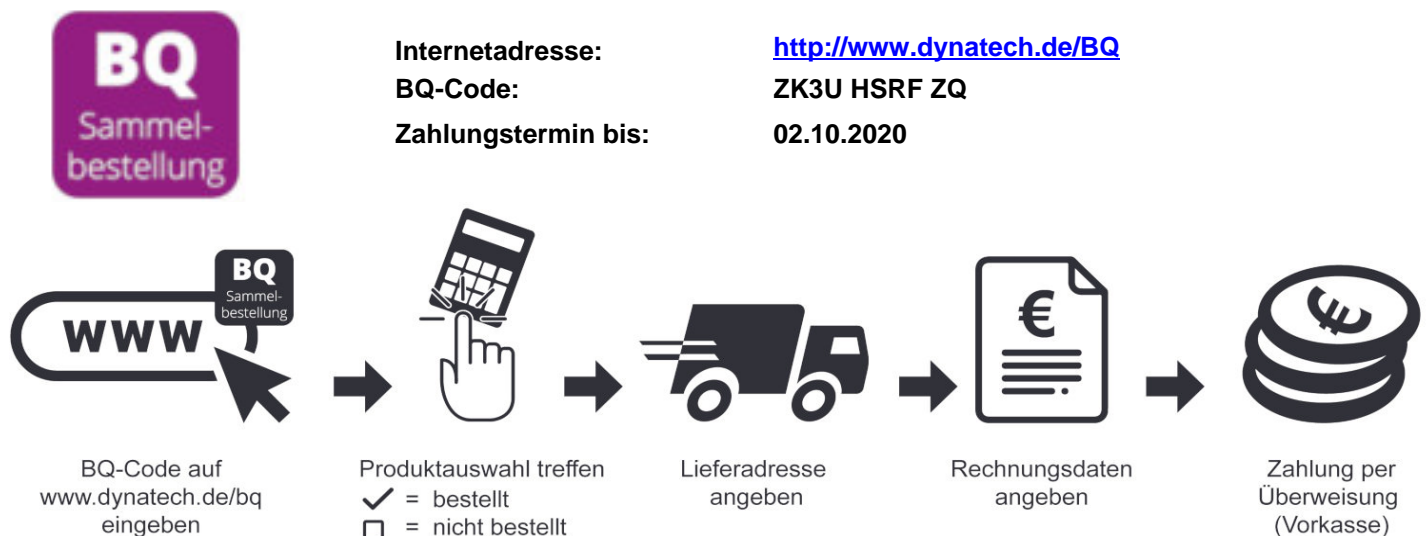 BQ
Sammel-
bestellung
Internetadresse: http://www.dynatech.de/BQ
BQ-Code: ZK3U HSRF ZQ
Zahlungstermin bis: 02.10.2020
BQ
Sammel-
bestellung
WWW
€
€
BQ-Code auf
www.dynatech.de/bq
eingeben
Produktauswahl treffen
✓ = bestellt
☐ = nicht bestellt
Lieferadresse
angeben
Rechnungsdaten
angeben
Zahlung per
Überweisung
(Vorkasse)